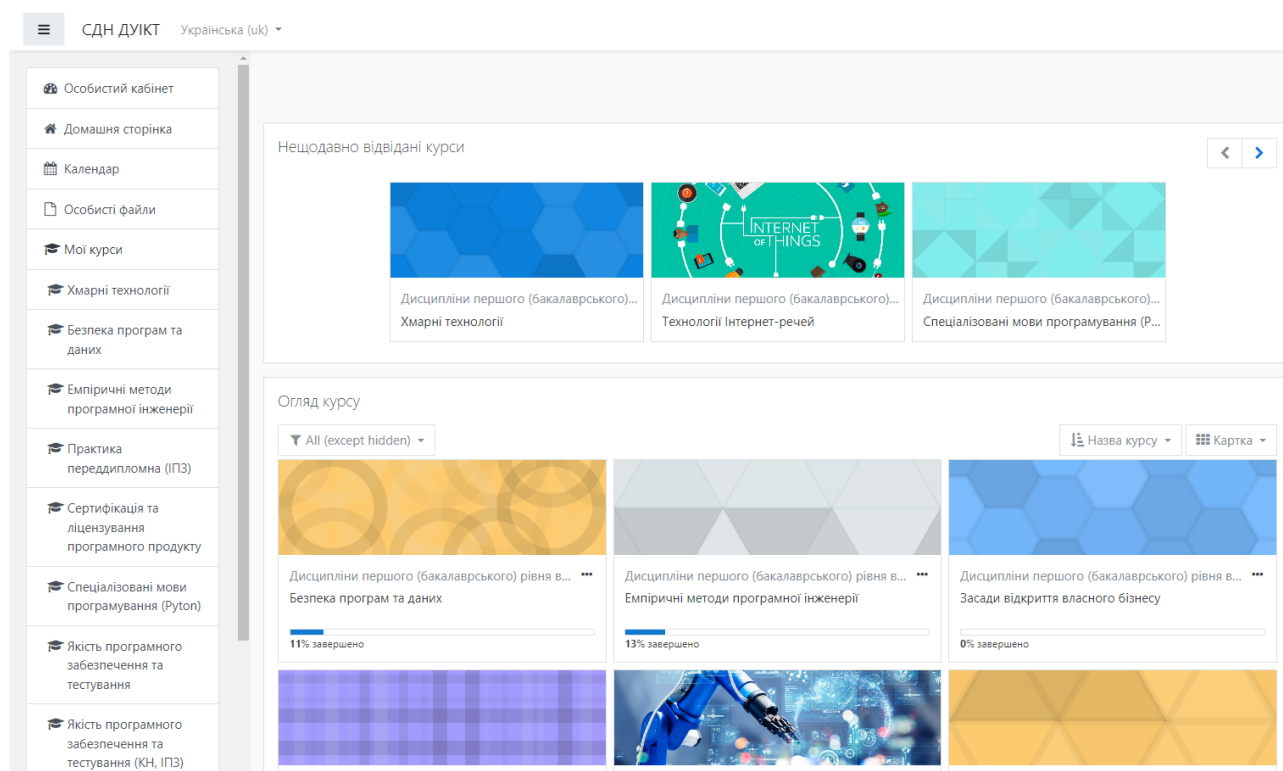 СДН ДУІКТ Українська (uk)
Особистий кабінет
Домашня сторінка
Календар
Особисті файли
Мої курси
Хмарні технології
Безпека програм та
даних
Емпіричні методи
програмної інженерії
Практика
переддипломна (ІПЗ)
Сертифікація та
ліцензування
програмного продукту
Спеціалізовані мови
програмування (Pyton)
Якість програмного
забезпечення та
тестування
Якість програмного
забезпечення та
тестування (КН, ІПЗ)
Нещодавно відвідані курси
INTERNET
OF THINGS
Дисципліни першого (бакалаврського)...
Хмарні технології
Дисципліни першого (бакалаврського)...
Технології Інтернет-речей
Дисципліни першого (бакалаврського)...
Спеціалізовані мови програмування (P...
Огляд курсу
All (except hidden)
Назва курсу
Картка
Дисципліни першого (бакалаврського) рівня в...
Безпека програм та даних
11% завершено
Дисципліни першого (бакалаврського) рівня в...
Емпіричні методи програмної інженерії
13% завершено
Дисципліни першого (бакалаврського) рівня в...
Засади відкриття власного бізнесу
0% завершено